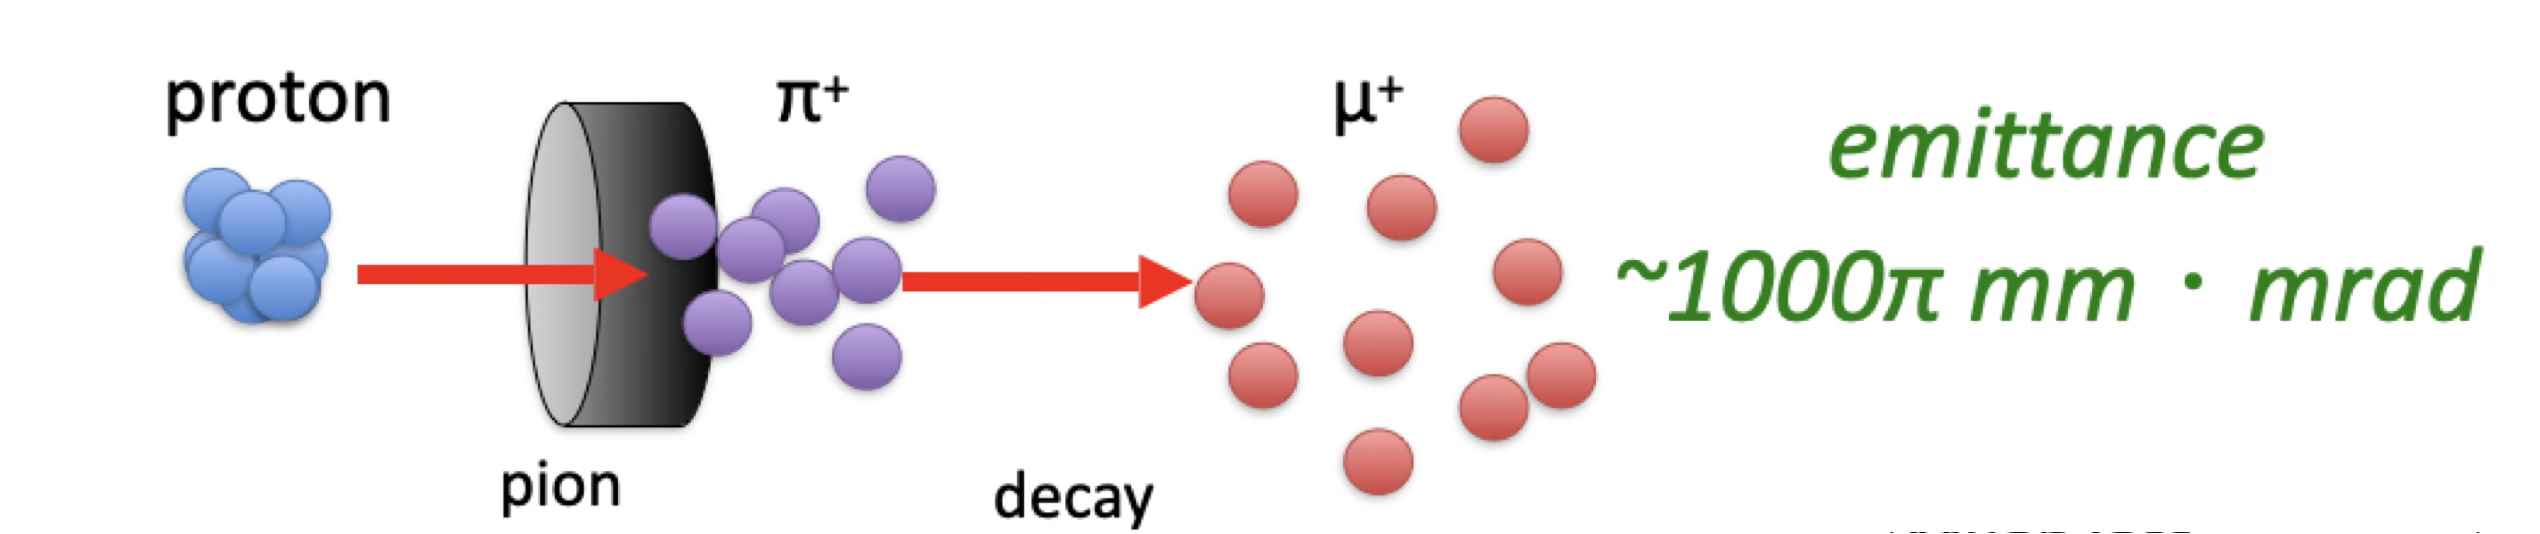 proton
π⁺
μ⁺
emittance
~1000π mm・mrad
pion
decay